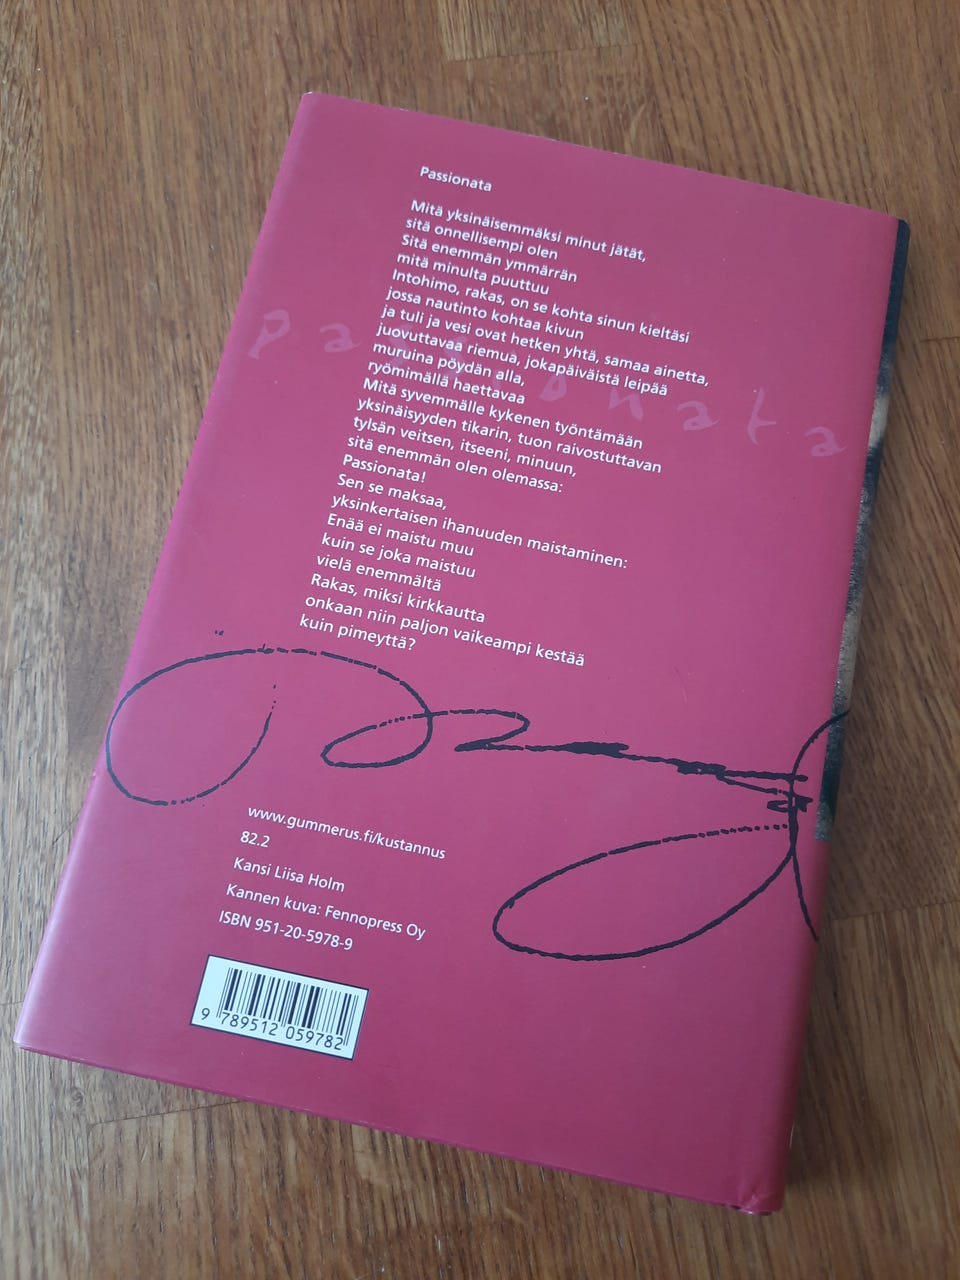 Passionata
Mitä yksinäisemmäksi minut jätät,
sitä onnellisempi olen
Sitä enemmän ymmärrän
mitä minulta puuttuu
Intohimo, rakas, on se kohta sinun kieltäsi
jossa nautinto kohtaa kivun
ja tuli ja vesi ovat hetken yhtä, samaa ainetta,
juovuttavaa riemua, jokapäiväistä leipää
muruina pöydän alla,
ryömimällä haettavaa
Mitä syvemmälle kykenen työntämään
yksinäisyyden tikarin, tuon raivostuttavan
tylsän veitsen, itseeni, minuun,
sitä enemmän olen olemassa:
Passionata!
Sen se maksaa,
yksinkertaisen ihanuuden maistaminen:
Enää ei maistu muu
kuin se joka maistuu
vielä enemmältä
Rakas, miksi kirkkautta
onkaan niin paljon vaikeampi kestää
kuin pimeyttä?
passionata
www.gummerus.fi/kustannus
82.2
Kansi Liisa Holm
Kannen kuva: Fennopress Oy
ISBN 951-20-5978-9
9 789512 059782